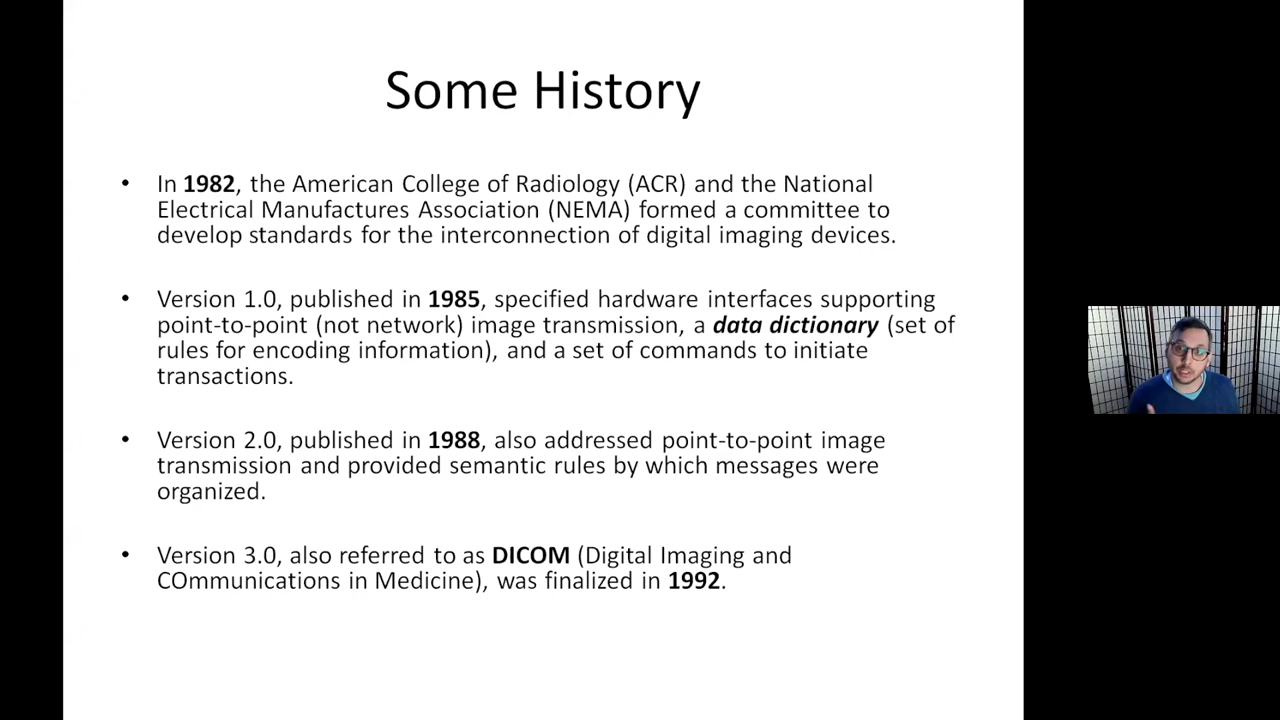 Some History
• In 1982, the American College of Radiology (ACR) and the National
Electrical Manufactures Association (NEMA) formed a committee to
develop standards for the interconnection of digital imaging devices.
• Version 1.0, published in 1985, specified hardware interfaces supporting
point-to-point (not network) image transmission, a data dictionary (set of
rules for encoding information), and a set of commands to initiate
transactions.
• Version 2.0, published in 1988, also addressed point-to-point image
transmission and provided semantic rules by which messages were
organized.
• Version 3.0, also referred to as DICOM (Digital Imaging and
COmmunications in Medicine), was finalized in 1992.